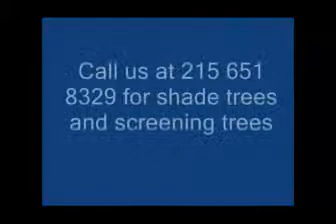 Call us at 215 651
8329 for shade trees
and screening trees